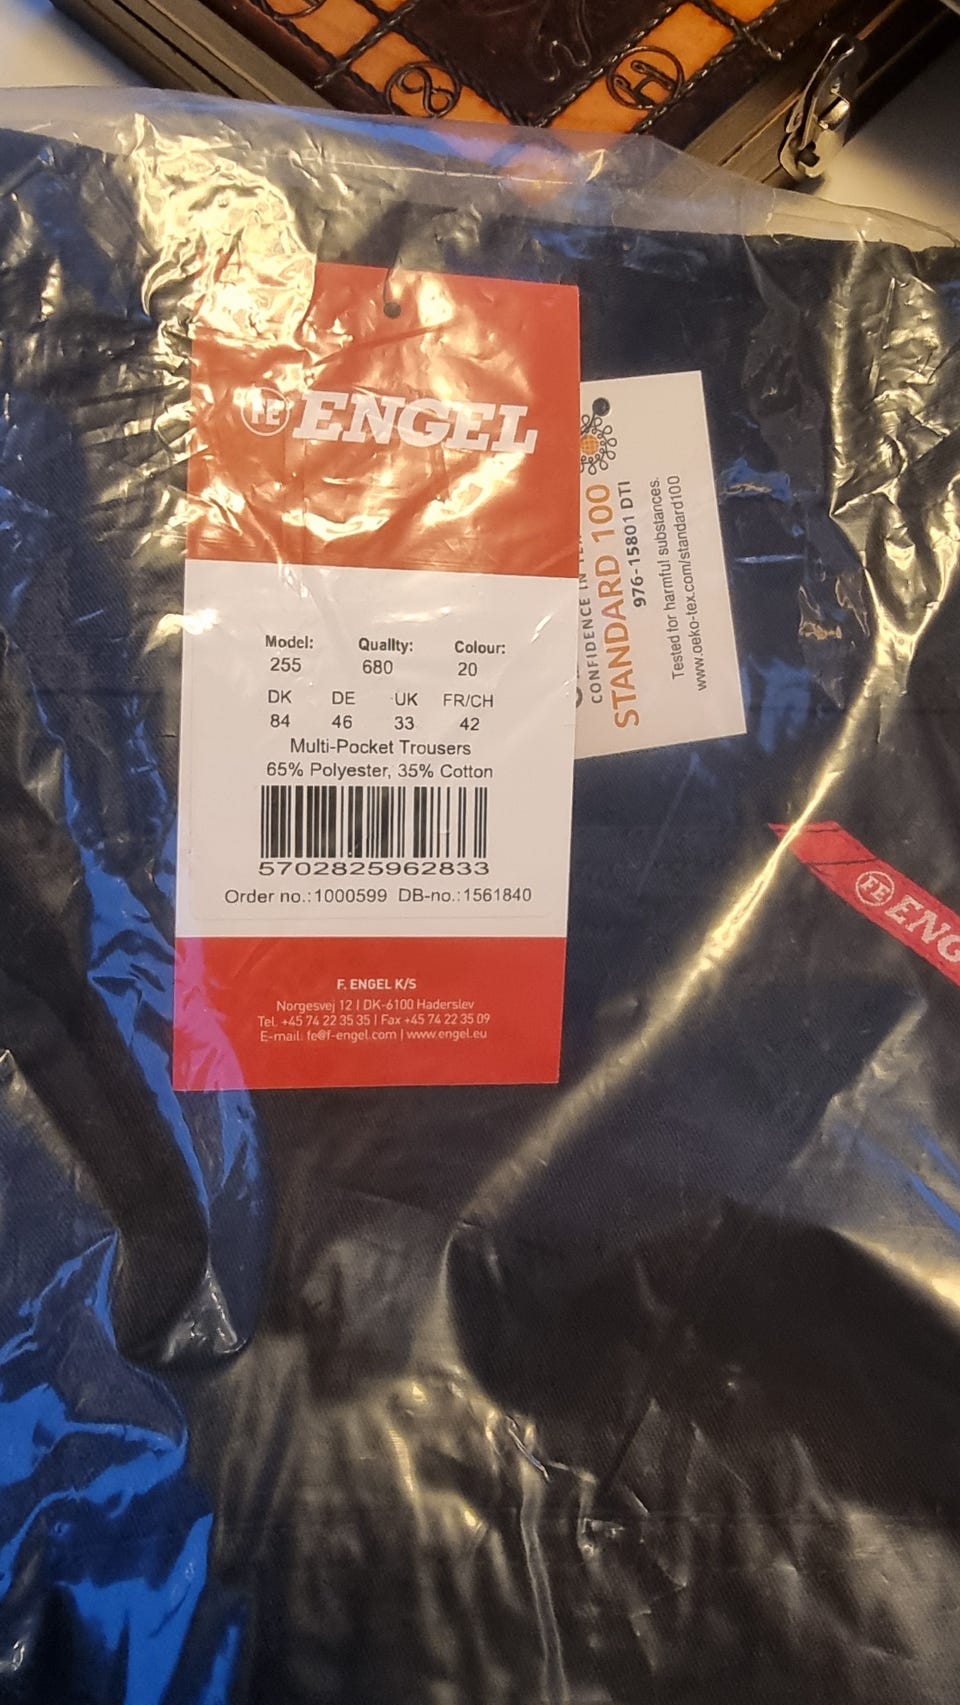 FE ENGEL
Model: Quality: Colour:
255 680 20
DK DE UK FR/CH
84 46 33 42
Multi-Pocket Trousers
65% Polyester, 35% Cotton
5702825962833
Order no.:1000599 DB-no.:1561840
F. ENGEL K/S
Norgesvej 12 | DK-6100 Haderslev
Tel. +45 74 22 35 35 | Fax +45 74 22 35 09
E-mail: fe@f-engel.com | www.engel.eu
CONFIDENCE IN
STANDARD 100
976-15801 DTI
Tested for harmful substances.
www.oeko-tex.com/standard100
FE ENG